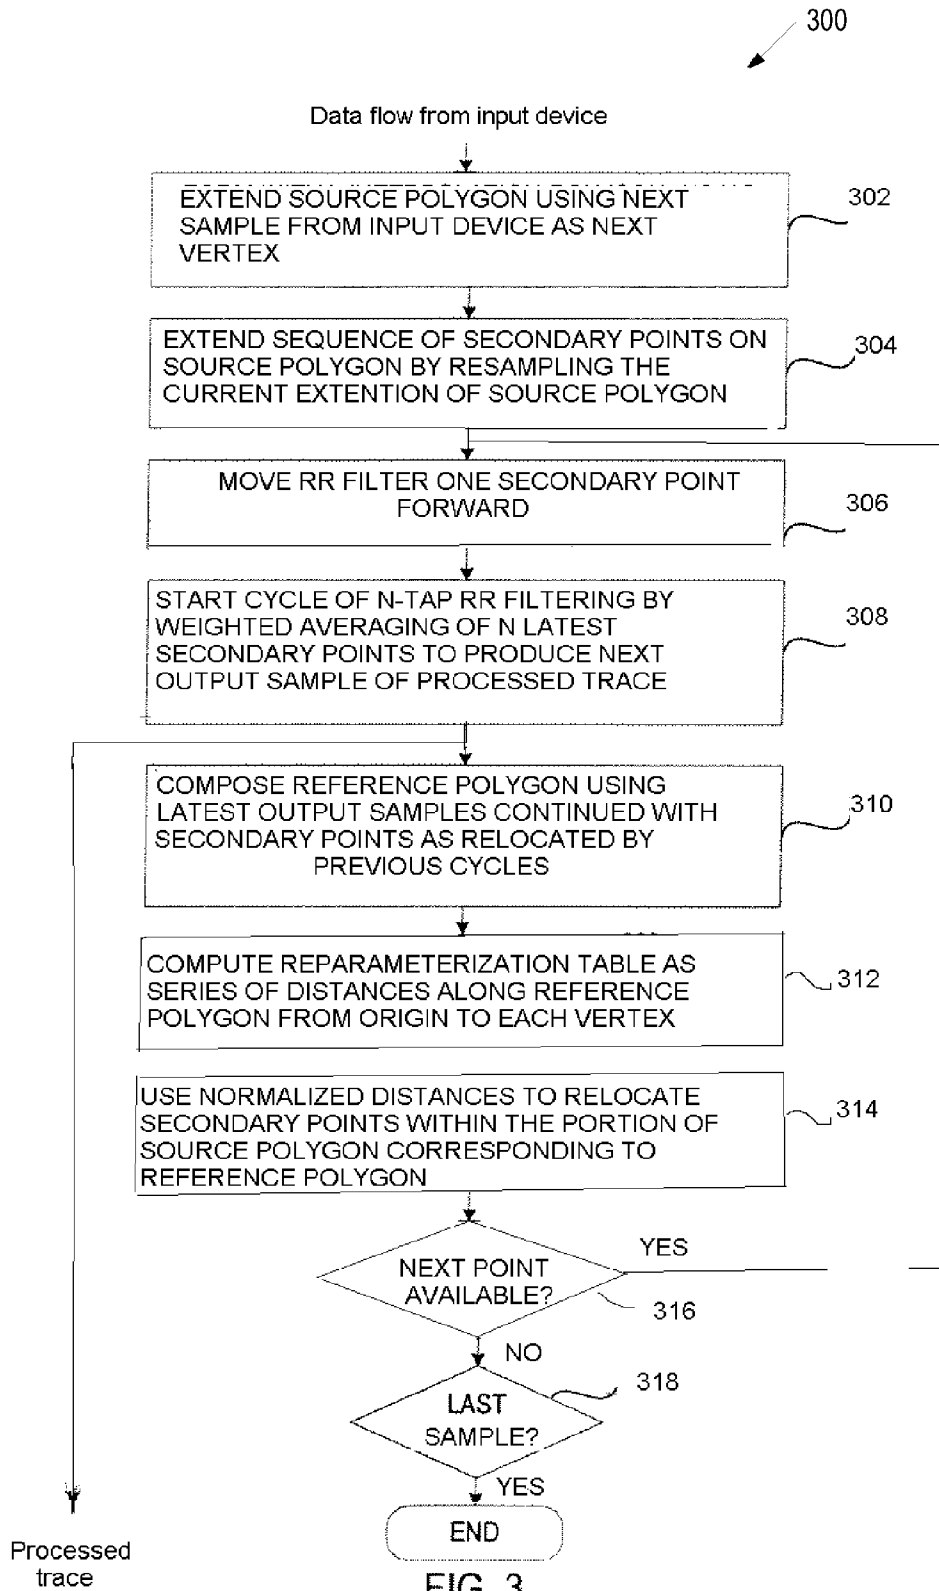 300
Data flow from input device
EXTEND SOURCE POLYGON USING NEXT
SAMPLE FROM INPUT DEVICE AS NEXT
VERTEX
302
EXTEND SEQUENCE OF SECONDARY POINTS ON
SOURCE POLYGON BY RESAMPLING THE
CURRENT EXTENTION OF SOURCE POLYGON
304
MOVE RR FILTER ONE SECONDARY POINT
FORWARD
306
START CYCLE OF N-TAP RR FILTERING BY
WEIGHTED AVERAGING OF N LATEST
SECONDARY POINTS TO PRODUCE NEXT
OUTPUT SAMPLE OF PROCESSED TRACE
308
COMPOSE REFERENCE POLYGON USING
LATEST OUTPUT SAMPLES CONTINUED WITH
SECONDARY POINTS AS RELOCATED BY
PREVIOUS CYCLES
310
COMPUTE REPARAMETERIZATION TABLE AS
SERIES OF DISTANCES ALONG REFERENCE
POLYGON FROM ORIGIN TO EACH VERTEX
312
USE NORMALIZED DISTANCES TO RELOCATE
SECONDARY POINTS WITHIN THE PORTION OF
SOURCE POLYGON CORRESPONDING TO
REFERENCE POLYGON
314
NEXT POINT
AVAILABLE?
YES
316
NO
LAST
SAMPLE?
318
YES
END
Processed
trace
FIG. 3